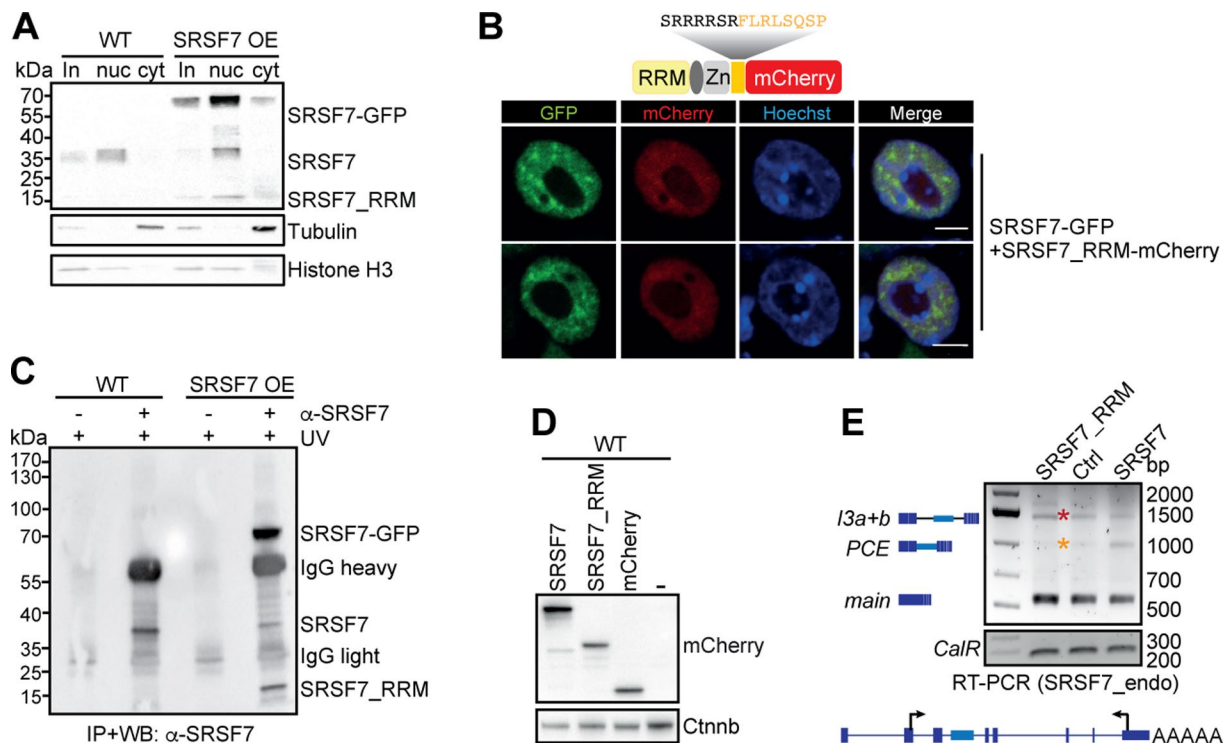 A
WT SRSF7 OE
kDa In nuc cyt In nuc cyt
70
55
40
35
25
15
SRSF7-GFP
SRSF7
SRSF7_RRM
Tubulin
Histone H3
B
SRRRRSRFLRLSQSP
RRM Zn mCherry
GFP mCherry Hoechst Merge
SRSF7-GFP
+SRSF7_RRM-mCherry
C
WT SRSF7 OE
- + - + α-SRSF7
kDa + + + + UV
170
130
100
70
55
40
35
25
15
SRSF7-GFP
IgG heavy
SRSF7
IgG light
SRSF7_RRM
IP+WB: α-SRSF7
D
WT
SRSF7
SRSF7_RRM
mCherry
-
mCherry
Ctnnb
E
SRSF7_RRM
Ctrl
SRSF7
bp
I3a+b
PCE
main
*
*
2000
1500
1000
700
500
CalR
300
200
RT-PCR (SRSF7_endo)
AAAAA